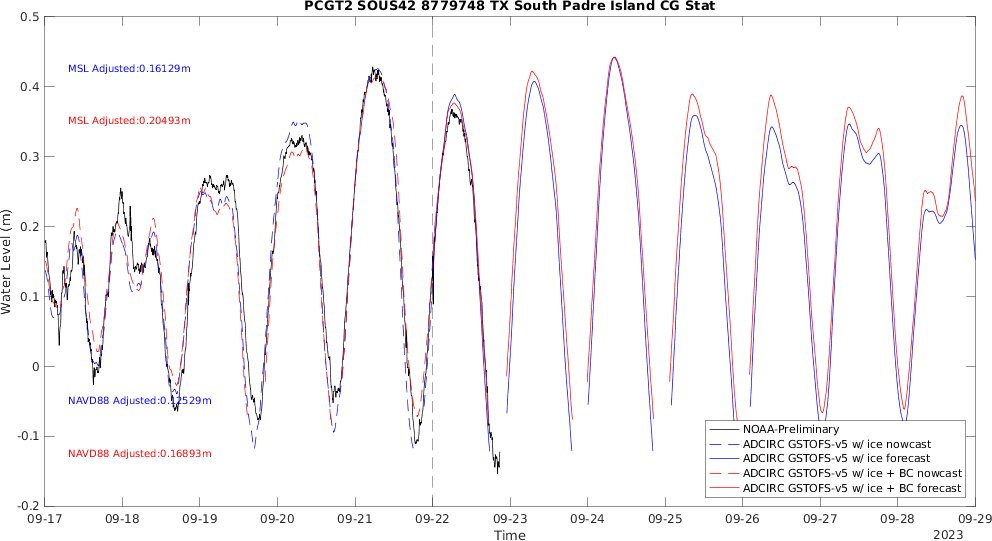 PCGT2 SOUS42 8779748 TX South Padre Island CG Stat
0.5
0.4
0.3
0.2
0.1
0
-0.1
-0.2
Water Level (m)
MSL Adjusted:0.16129m
MSL Adjusted:0.20493m
NAVD88 Adjusted:0.12529m
NAVD88 Adjusted:0.16893m
NOAA-Preliminary
ADCIRC GSTOFS-v5 w/ ice nowcast
ADCIRC GSTOFS-v5 w/ ice forecast
ADCIRC GSTOFS-v5 w/ ice + BC nowcast
ADCIRC GSTOFS-v5 w/ ice + BC forecast
09-17 09-18 09-19 09-20 09-21 09-22 09-23 09-24 09-25 09-26 09-27 09-28 09-29
Time
2023